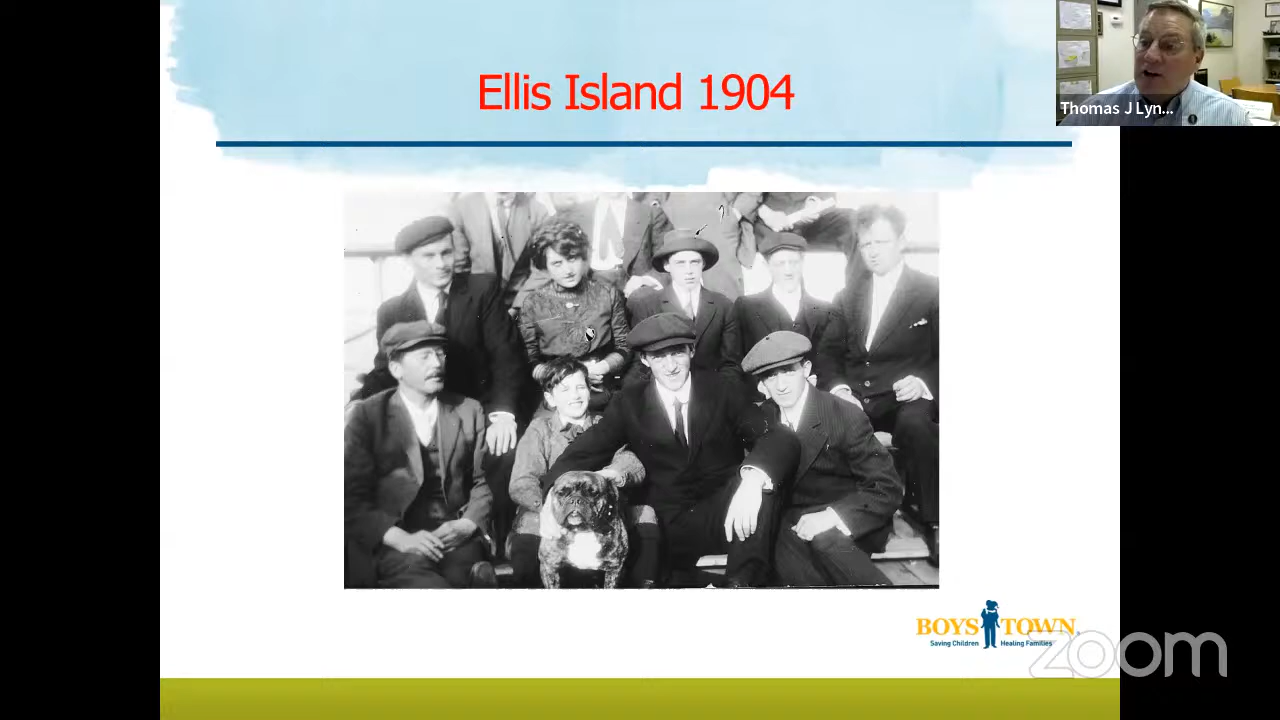 Ellis Island 1904
Thomas J Lyn...
BOYS TOWN
Saving Children Healing Families
zoom